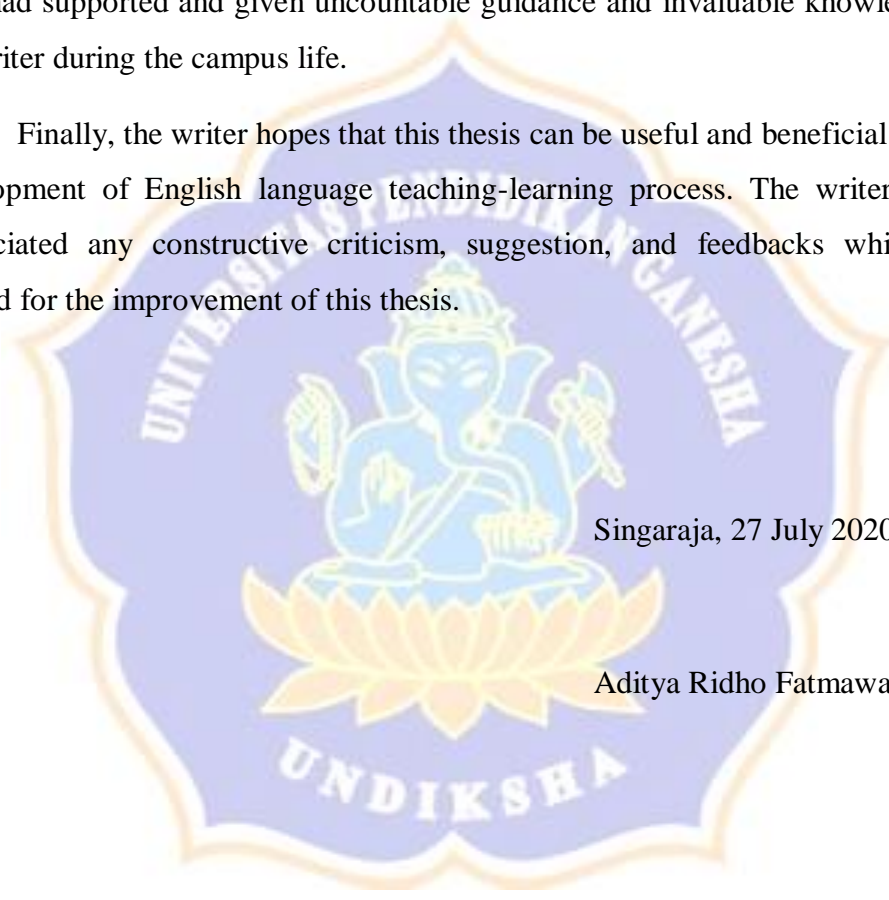 had supported and given uncountable guidance and invaluable knowle
riter during the campus life.
Finally, the writer hopes that this thesis can be useful and beneficial
opment of English language teaching-learning process. The writer
ciated any constructive criticism, suggestion, and feedbacks whi
d for the improvement of this thesis.
UNIVERSITAS PENDIDIKAN GANESHA
Singaraja, 27 July 2020
Aditya Ridho Fatmawa
UNDIKSHA